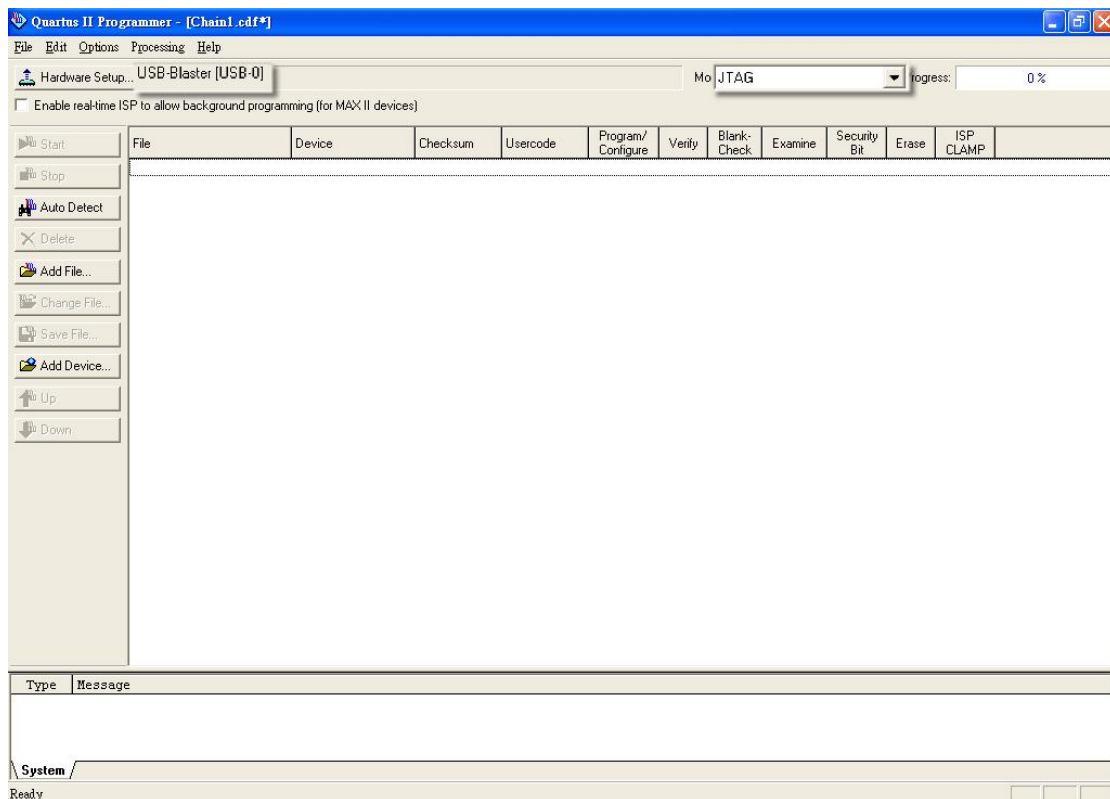 Quartus II Programmer - [Chain1.cdf*]
File Edit Options Processing Help
Hardware Setup... USB-Blaster [USB-0] Mo JTAG rogress: 0 %
Enable real-time ISP to allow background programming (for MAX II devices)
Start
Stop
Auto Detect
Delete
Add File...
Change File...
Save File...
Add Device...
Up
Down
File Device Checksum Usercode Program/ Configure Verify Blank- Check Examine Security Bit Erase ISP CLAMP
Type Message
System
Ready